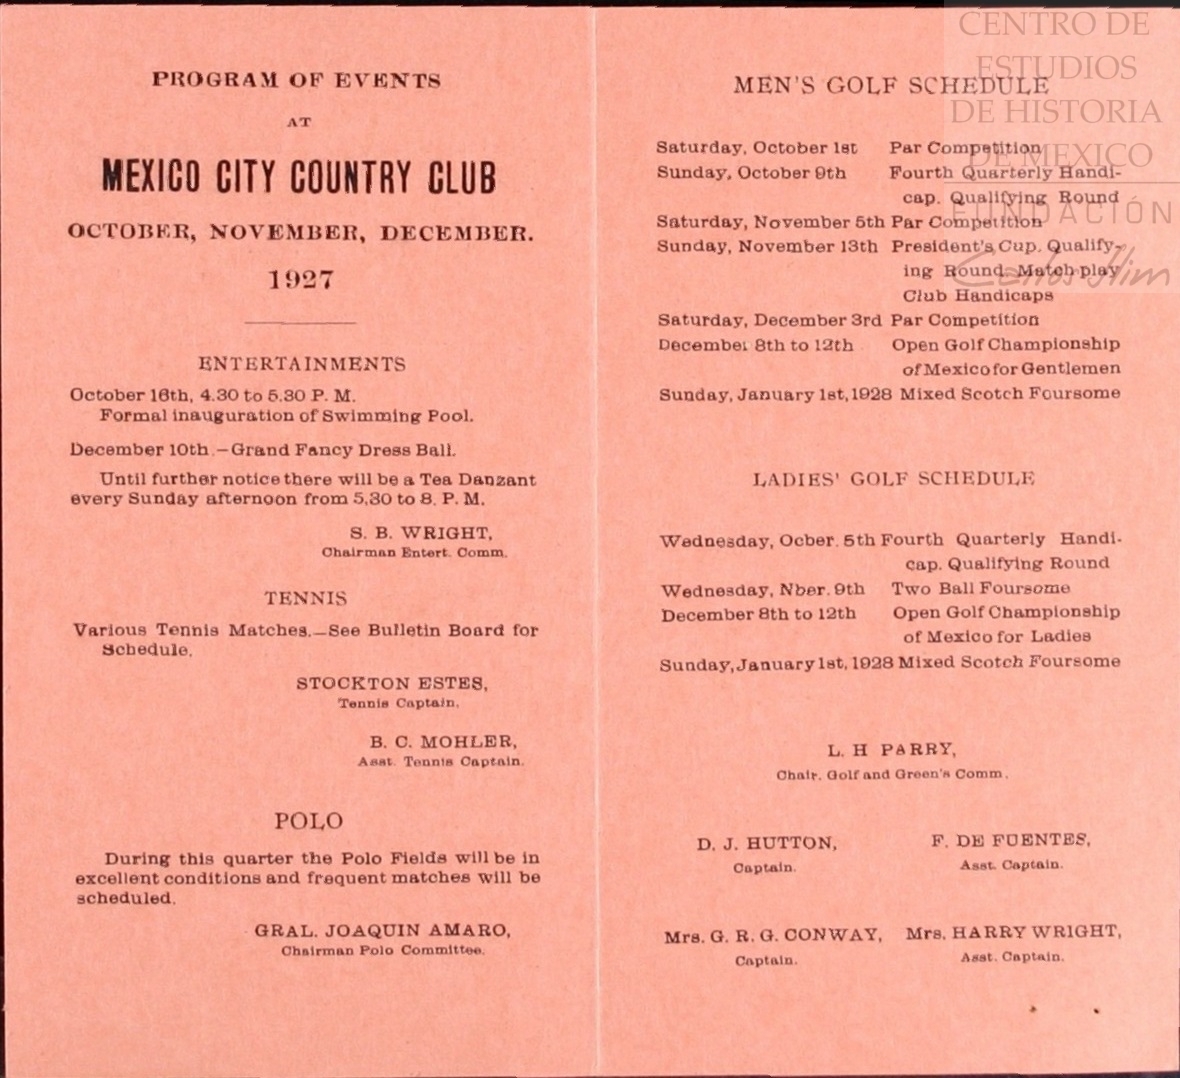 PROGRAM OF EVENTS
AT
MEXICO CITY COUNTRY CLUB
OCTOBER, NOVEMBER, DECEMBER.
1927
ENTERTAINMENTS
October 16th, 4.30 to 5.30 P. M.
Formal inauguration of Swimming Pool.
December 10th.—Grand Fancy Dress Ball.
Until further notice there will be a Tea Danzant
every Sunday afternoon from 5,30 to 8. P. M.
S. B. WRIGHT,
Chairman Entert. Comm.
TENNIS
Various Tennis Matches.—See Bulletin Board for
Schedule.
STOCKTON ESTES,
Tennis Captain.
B. C. MOHLER,
Asst. Tennis Captain.
POLO
During this quarter the Polo Fields will be in
excellent conditions and frequent matches will be
scheduled.
GRAL. JOAQUIN AMARO,
Chairman Polo Committee.
MEN'S GOLF SCHEDULE
Saturday, October 1st Par Competition
Sunday, October 9th Fourth Quarterly Handi-
cap. Qualifying Round
Saturday, November 5th Par Competition
Sunday, November 13th President's Cup. Qualify-
ing Round. Match play
Club Handicaps
Saturday, December 3rd Par Competition
December 8th to 12th Open Golf Championship
of Mexico for Gentlemen
Sunday, January 1st, 1928 Mixed Scotch Foursome
LADIES' GOLF SCHEDULE
Wednesday, Ocber. 5th Fourth Quarterly Handi-
cap. Qualifying Round
Wednesday, Nber. 9th Two Ball Foursome
December 8th to 12th Open Golf Championship
of Mexico for Ladies
Sunday, January 1st, 1928 Mixed Scotch Foursome
L. H PARRY,
Chair. Golf and Green's Comm.
D. J. HUTTON, F. DE FUENTES,
Captain. Asst. Captain.
Mrs. G. R. G. CONWAY, Mrs. HARRY WRIGHT,
Captain. Asst. Captain.
CENTRO DE
ESTUDIOS
DE HISTORIA
DE MEXICO
FUNDACIÓN
Carlos Slim